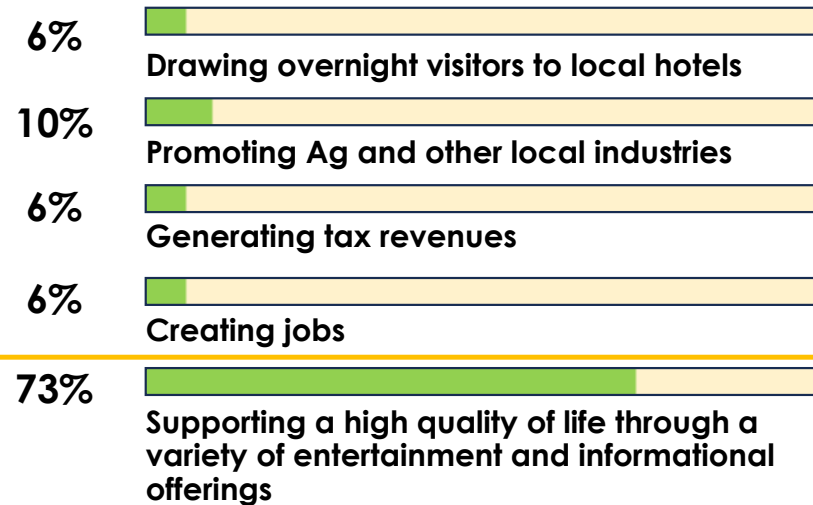 6%
Drawing overnight visitors to local hotels
10%
Promoting Ag and other local industries
6%
Generating tax revenues
6%
Creating jobs
73%
Supporting a high quality of life through a
variety of entertainment and informational
offerings